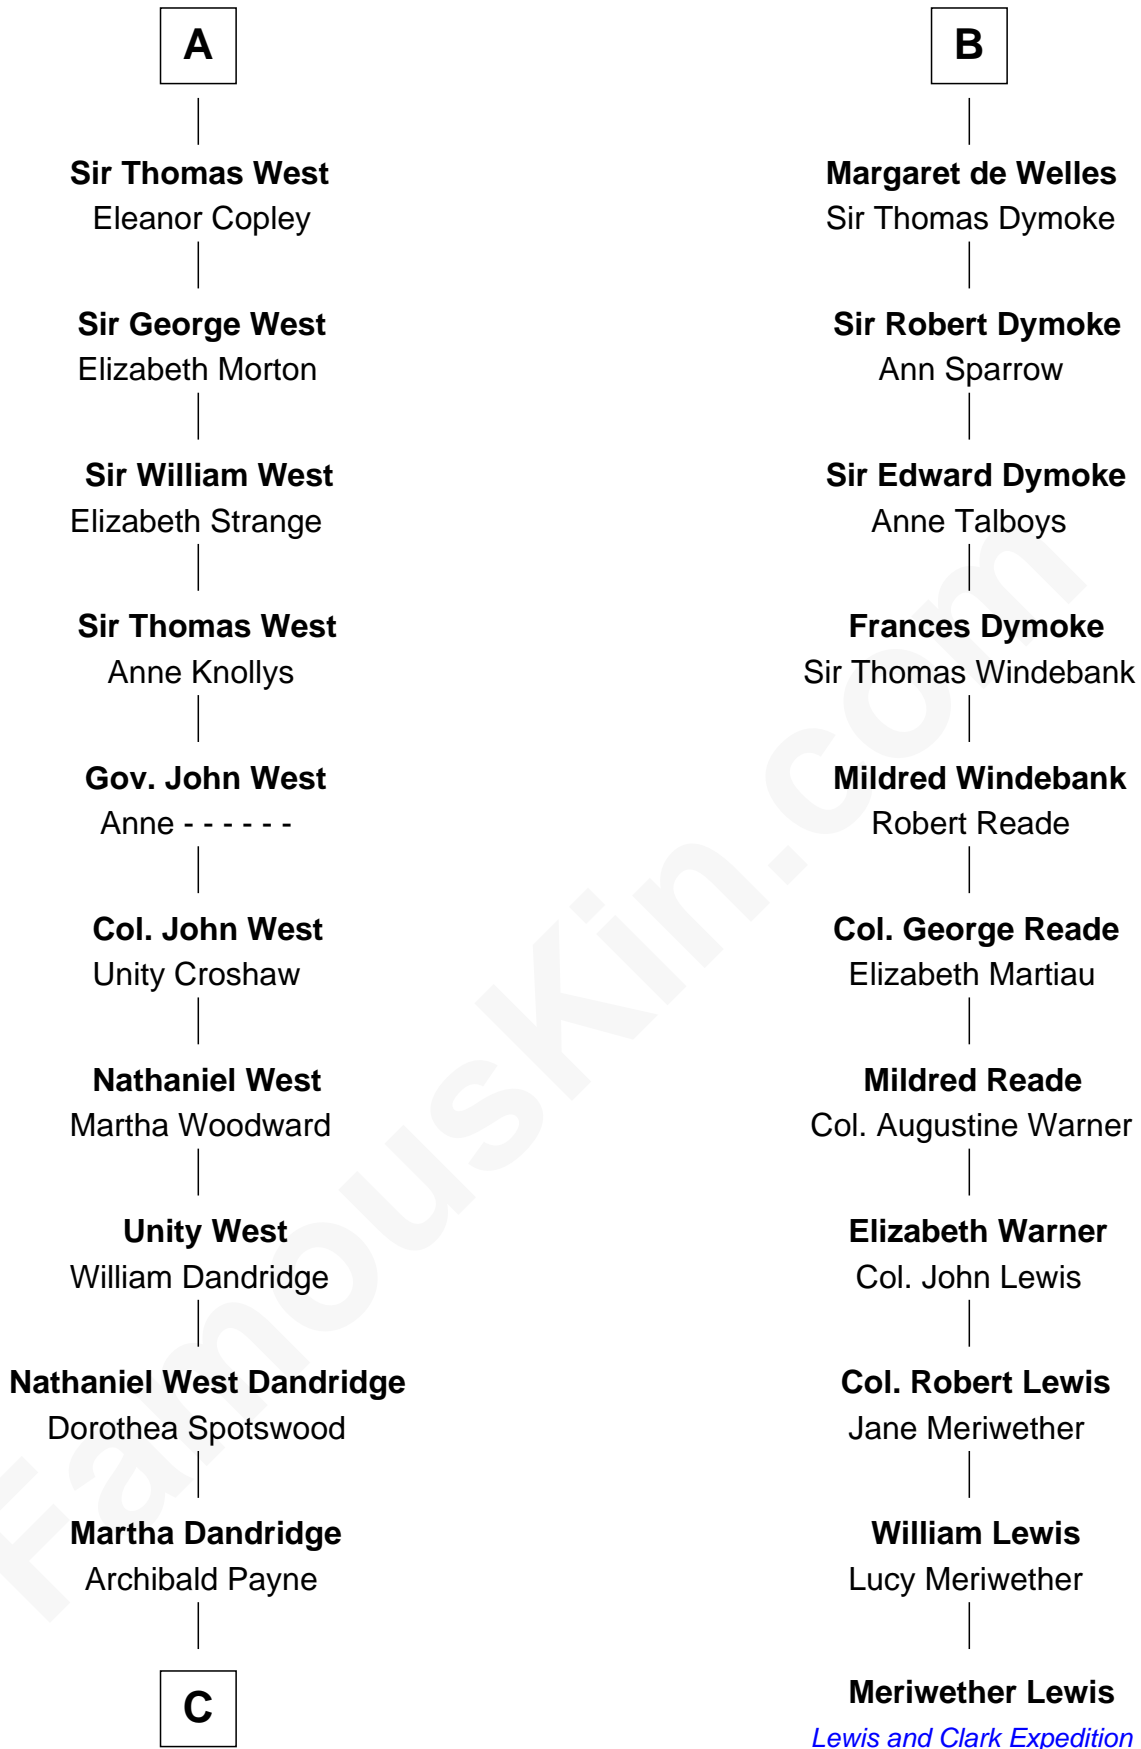 A
Sir Thomas West
Eleanor Copley
Sir George West
Elizabeth Morton
Sir William West
Elizabeth Strange
Sir Thomas West
Anne Knollys
Gov. John West
Anne - - - - - -
Col. John West
Unity Croshaw
Nathaniel West
Martha Woodward
Unity West
William Dandridge
Nathaniel West Dandridge
Dorothea Spotswood
Martha Dandridge
Archibald Payne
C
B
Margaret de Welles
Sir Thomas Dymoke
Sir Robert Dymoke
Ann Sparrow
Sir Edward Dymoke
Anne Talboys
Frances Dymoke
Sir Thomas Windebank
Mildred Windebank
Robert Reade
Col. George Reade
Elizabeth Martiau
Mildred Reade
Col. Augustine Warner
Elizabeth Warner
Col. John Lewis
Col. Robert Lewis
Jane Meriwether
William Lewis
Lucy Meriwether
Meriwether Lewis
Lewis and Clark Expedition
FamousKin.com